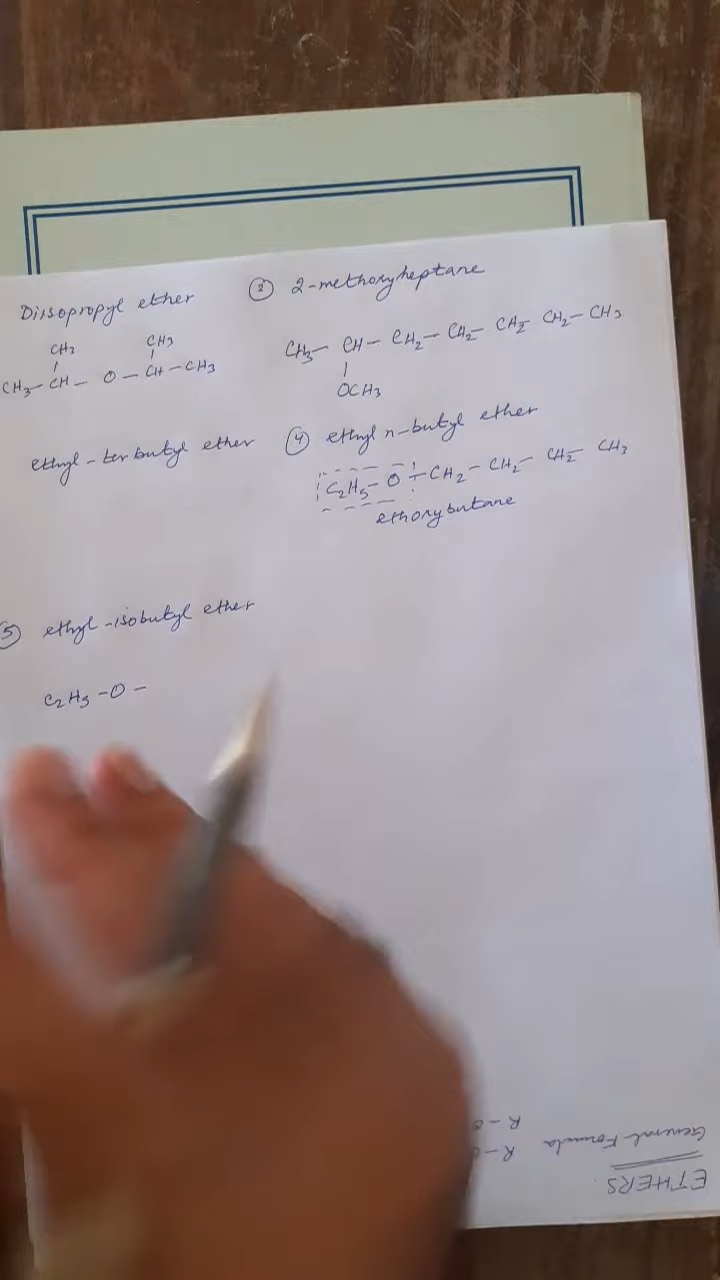 Diisopropyl ether
CH3 CH3
CH3 – CH – O – CH – CH3
② 2-methoxyheptane
CH3 – CH – CH2 – CH2 – CH2 – CH2 – CH3
OCH3
ethyl-terbutyl ether
④ ethyl n-butyl ether
C2H5 – O – CH2 – CH2 – CH2 – CH3
ethoxybutane
5 ethyl-isobutyl ether
C2H5 – O –
ETHERS
General Formula R – O
R – O